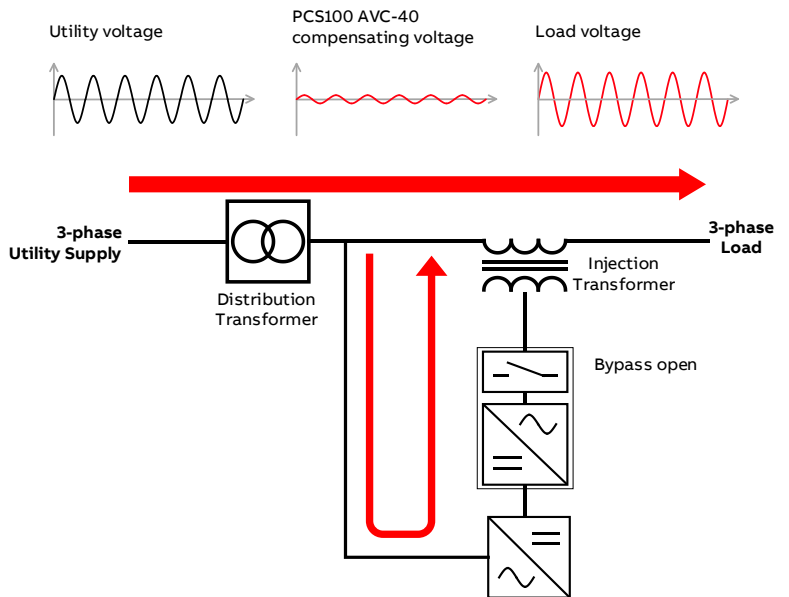 Utility voltage
PCS100 AVC-40
compensating voltage
Load voltage
3-phase
Utility Supply
3-phase
Load
Distribution
Transformer
Injection
Transformer
Bypass open